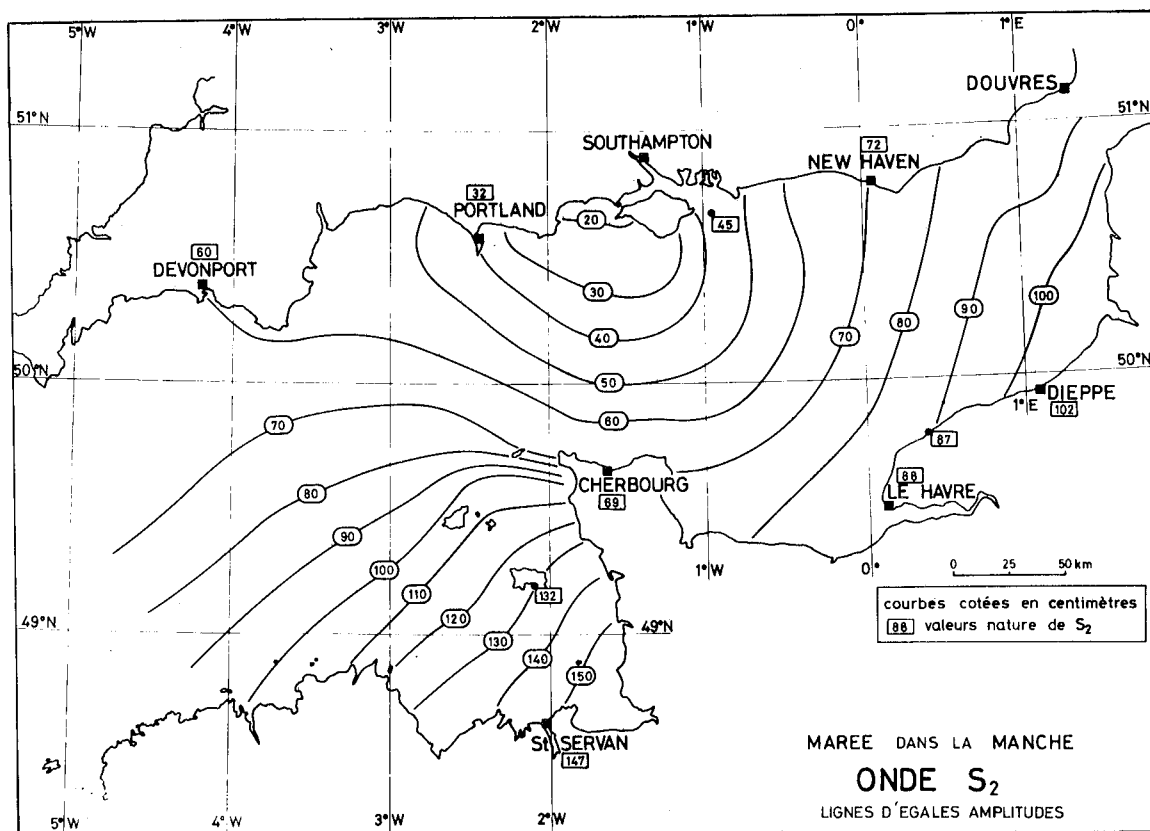 5°W 4°W 3°W 2°W 1°W 0° 1°E
DOUVRES
51°N 51°N
SOUTHAMPTON
72
NEW HAVEN
32
PORTLAND
20
45
60
DEVONPORT
30
90
100
40
70
80
50
50°N 50°N
60
DIEPPE
1°E
102
70
87
CHERBOURG
69
88
LE HAVRE
80
90
100
1°W 0°
0 25 50 km
110
132
120
courbes cotées en centimètres
88 valeurs nature de S₂
49°N 49°N
130
140
150
St SERVAN
147
MAREE DANS LA MANCHE
ONDE S₂
LIGNES D'EGALES AMPLITUDES
5°W 4°W 3°W 2°W